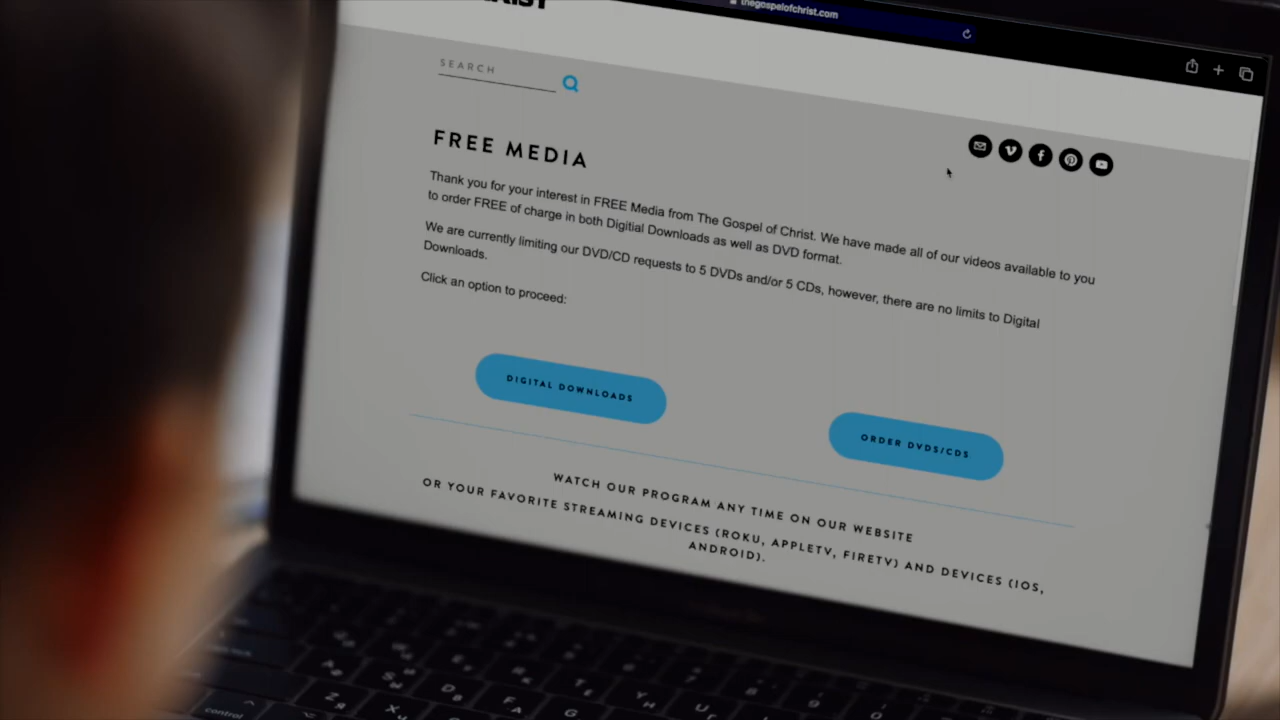 thegospelofchrist.com
SEARCH
FREE MEDIA
Thank you for your interest in FREE Media from The Gospel of Christ. We have made all of our videos available to you
to order FREE of charge in both Digitial Downloads as well as DVD format.
We are currently limiting our DVD/CD requests to 5 DVDs and/or 5 CDs, however, there are no limits to Digital
Downloads.
Click an option to proceed:
DIGITAL DOWNLOADS
ORDER DVDS/CDS
WATCH OUR PROGRAM ANY TIME ON OUR WEBSITE
OR YOUR FAVORITE STREAMING DEVICES (ROKU, APPLETV, FIRETV) AND DEVICES (IOS,
ANDROID).
control